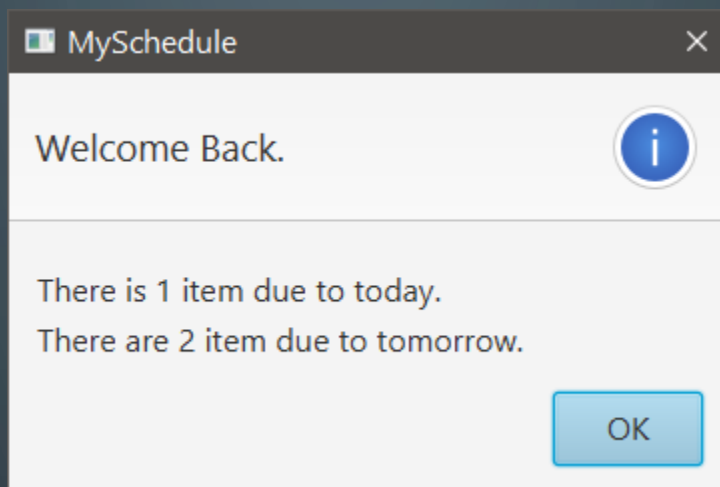 MySchedule
Welcome Back.
i
There is 1 item due to today.
There are 2 item due to tomorrow.
OK